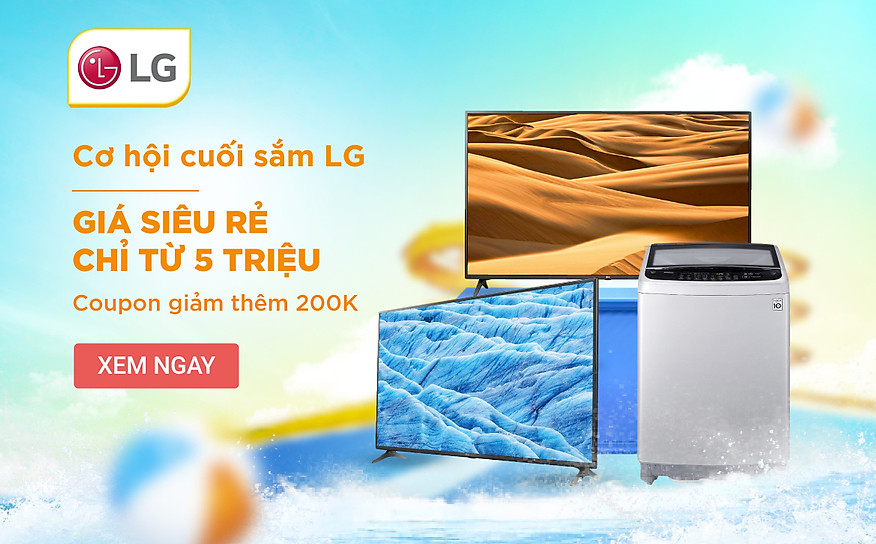 LG
Cơ hội cuối sắm LG
GIÁ SIÊU RẺ
CHỈ TỪ 5 TRIỆU
Coupon giảm thêm 200K
XEM NGAY